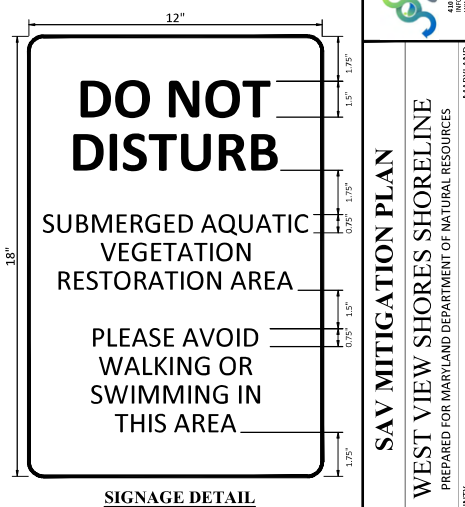 12"
18"
DO NOT
DISTURB
SUBMERGED AQUATIC
VEGETATION
RESTORATION AREA
PLEASE AVOID
WALKING OR
SWIMMING IN
THIS AREA
1.75"
1.5"
1.75"
0.75"
1.5"
0.75"
1.75"
SIGNAGE DETAIL
SAV MITIGATION PLAN
WEST VIEW SHORES SHORELINE
PREPARED FOR MARYLAND DEPARTMENT OF NATURAL RESOURCES
410